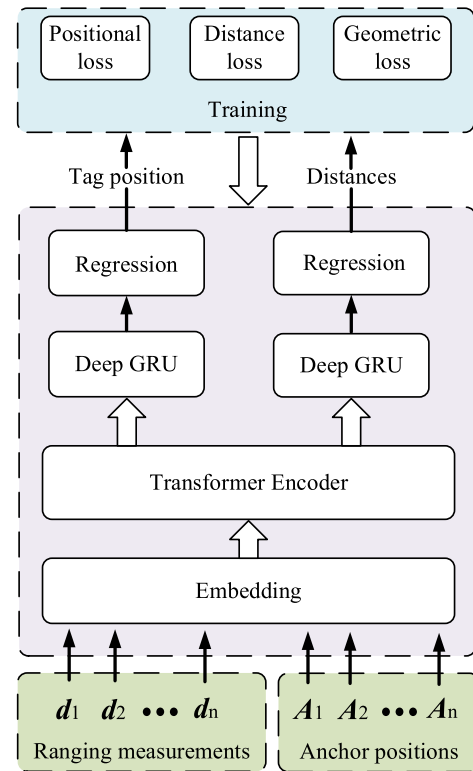 Positional loss
Distance loss
Geometric loss
Training
Tag position
Distances
Regression
Regression
Deep GRU
Deep GRU
Transformer Encoder
Embedding
d1 d2 ••• dn
A1 A2 ••• An
Ranging measurements
Anchor positions